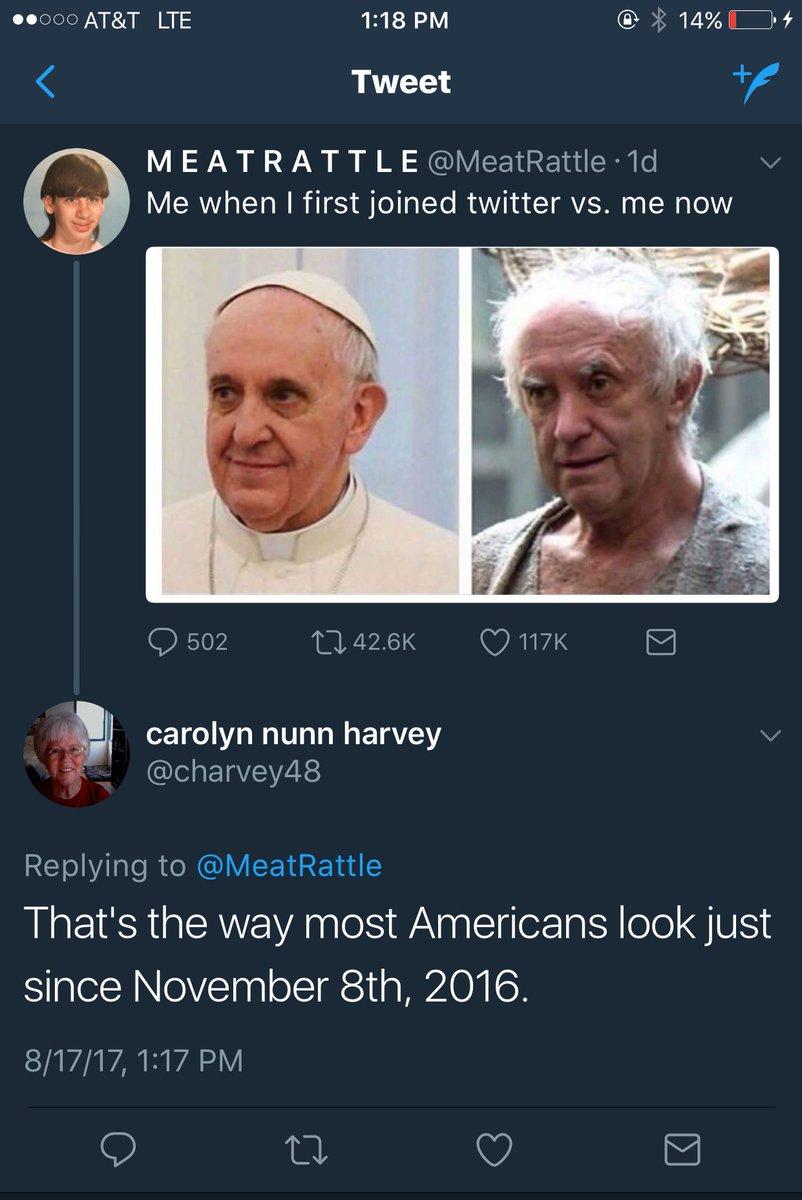 AT&T LTE 1:18 PM 14%
Tweet
M E A T R A T T L E @MeatRattle · 1d
Me when I first joined twitter vs. me now
502 42.6K 117K
carolyn nunn harvey
@charvey48
Replying to @MeatRattle
That's the way most Americans look just
since November 8th, 2016.
8/17/17, 1:17 PM